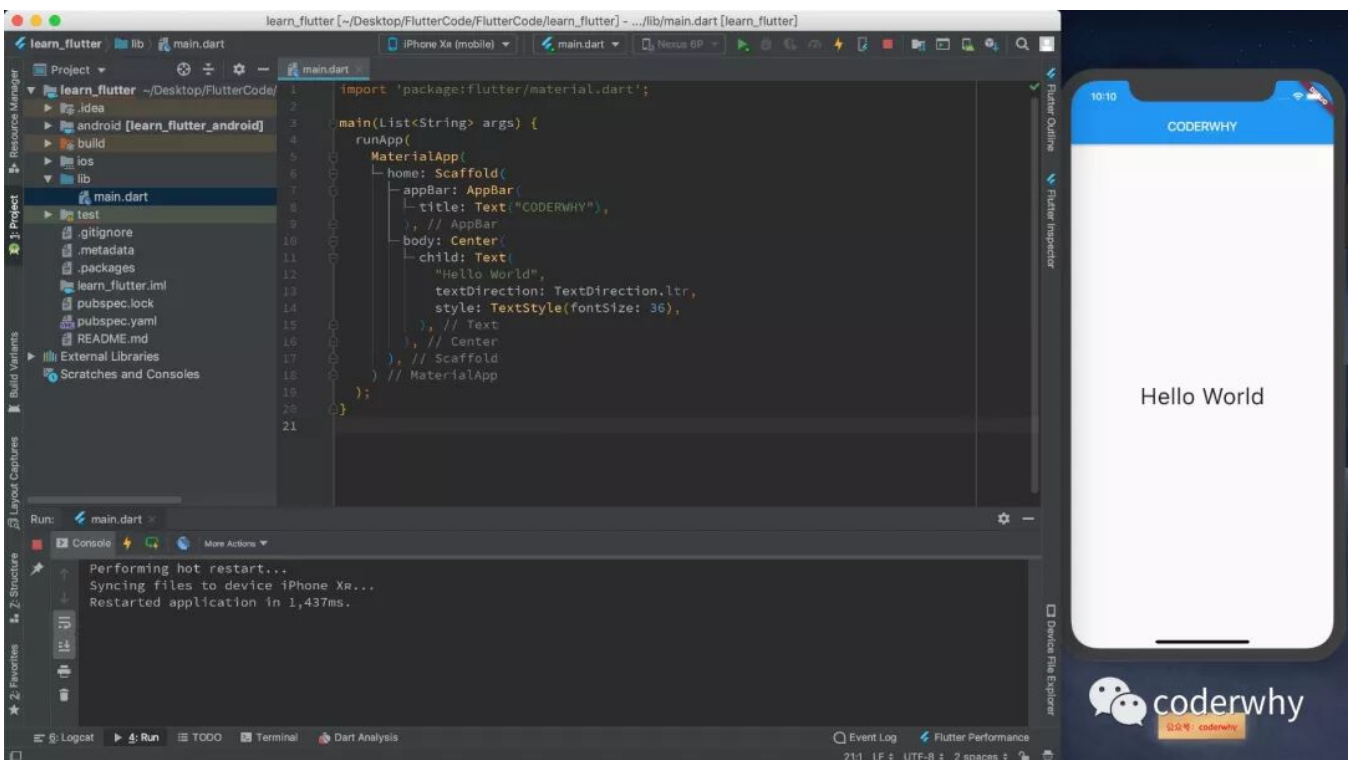 learn_flutter [~/Desktop/FlutterCode/FlutterCode/learn_flutter] - .../lib/main.dart [learn_flutter]
learn_flutter lib main.dart iPhone Xʀ (mobile) main.dart Nexus 6P
Resource Manager
1: Project
Build Variants
Layout Captures
Z: Structure
2: Favorites
Project
learn_flutter ~/Desktop/FlutterCode/
.idea
android [learn_flutter_android]
build
ios
lib
main.dart
test
.gitignore
.metadata
.packages
learn_flutter.iml
pubspec.lock
pubspec.yaml
README.md
External Libraries
Scratches and Consoles
main.dart
1 import 'package:flutter/material.dart';
2
3 main(List<String> args) {
4 runApp(
5 MaterialApp(
6 home: Scaffold(
7 appBar: AppBar(
8 title: Text("CODERWHY"),
9 ), // AppBar
10 body: Center(
11 child: Text(
12 "Hello World",
13 textDirection: TextDirection.ltr,
14 style: TextStyle(fontSize: 36),
15 ), // Text
16 ), // Center
17 ), // Scaffold
18 ) // MaterialApp
19 );
20 }
21
Flutter Outline
Flutter Inspector
Device File Explorer
Run: main.dart
Console More Actions
Performing hot restart...
Syncing files to device iPhone Xʀ...
Restarted application in 1,437ms.
6: Logcat 4: Run TODO Terminal Dart Analysis Event Log Flutter Performance
21:1 LF UTF-8 2 spaces
10:10
CODERWHY
Hello World
coderwhy
公众号: coderwhy